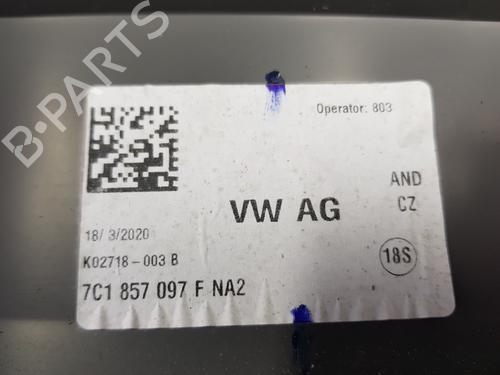 Operator: 803
AND
VW AG
CZ
18/ 3/2020
K02718-003 B
18S
7C1 857 097 F NA2
B-PARTS